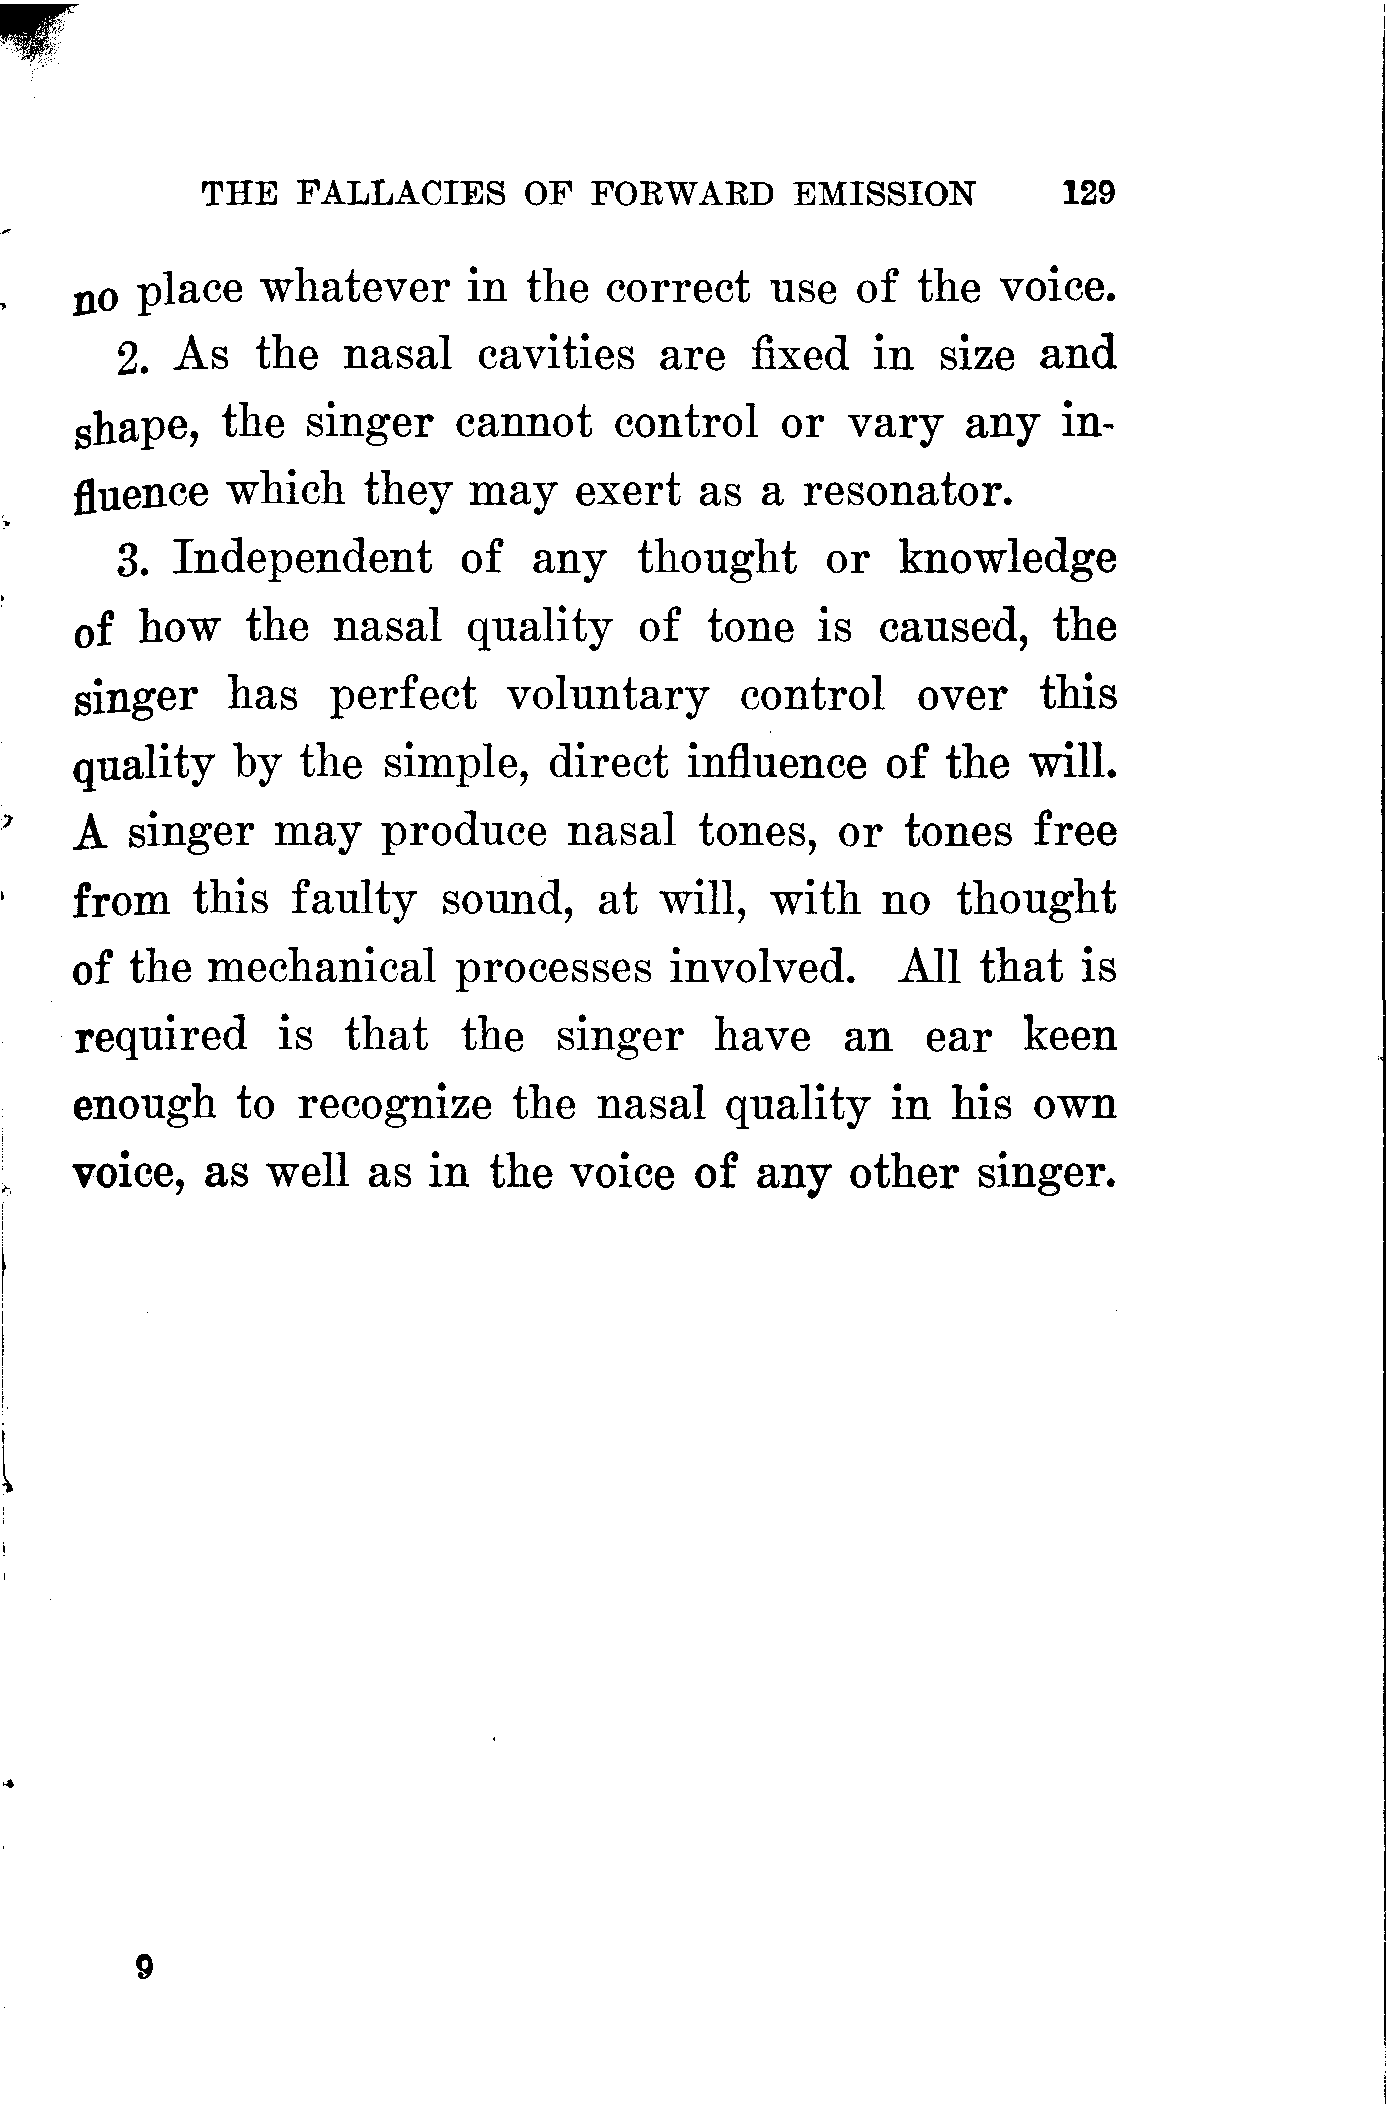 THE FALLACIES OF FORWARD EMISSION 129
no place whatever in the correct use of the voice.
2. As the nasal cavities are fixed in size and
shape, the singer cannot control or vary any in-
fluence which they may exert as a resonator.
3. Independent of any thought or knowledge
of how the nasal quality of tone is caused, the
singer has perfect voluntary control over this
quality by the simple, direct influence of the will.
A singer may produce nasal tones, or tones free
from this faulty sound, at will, with no thought
of the mechanical processes involved. All that is
required is that the singer have an ear keen
enough to recognize the nasal quality in his own
voice, as well as in the voice of any other singer.
9